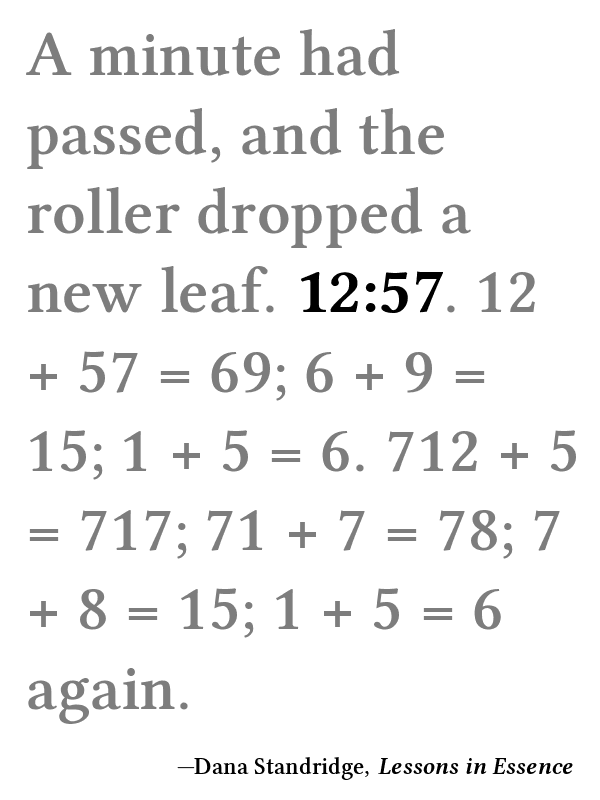 A minute had
passed, and the
roller dropped a
new leaf. 12:57. 12
+ 57 = 69; 6 + 9 =
15; 1 + 5 = 6. 712 + 5
= 717; 71 + 7 = 78; 7
+ 8 = 15; 1 + 5 = 6
again.
—Dana Standridge, Lessons in Essence